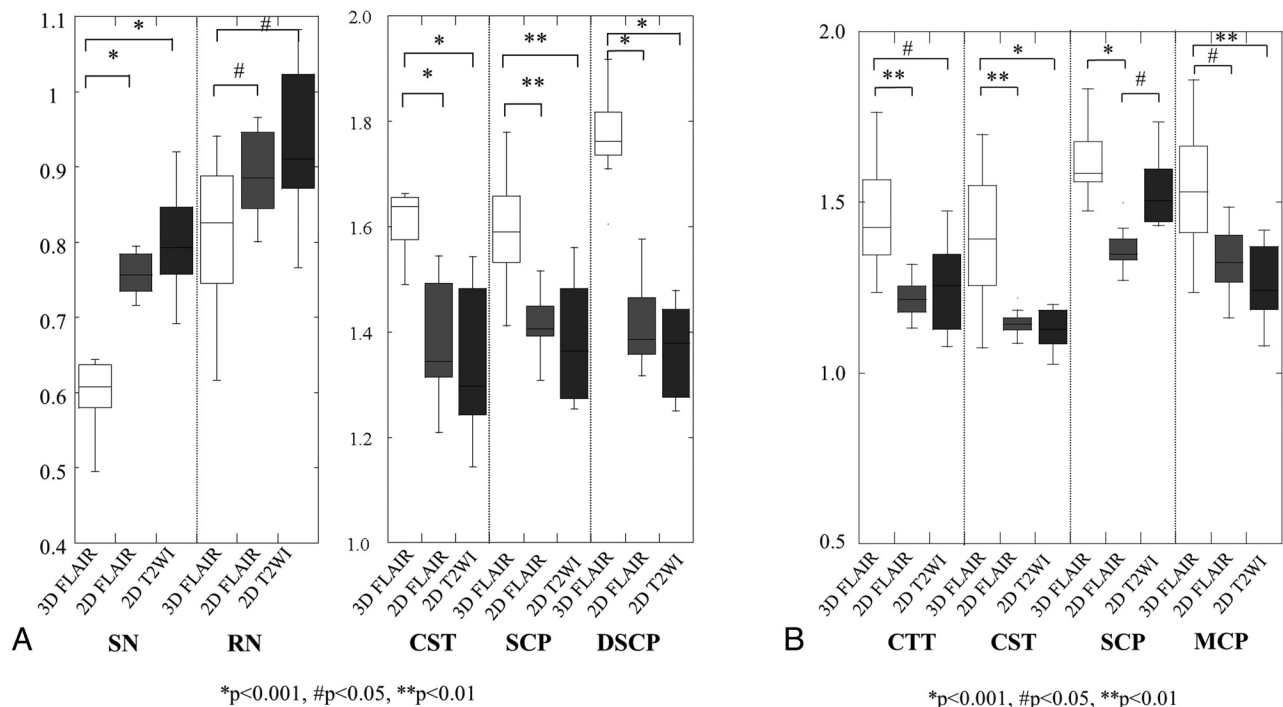 1.1
1
0.9
0.8
0.7
0.6
0.5
0.4
* * # #
3D FLAIR 2D FLAIR 2D T2WI 3D FLAIR 2D FLAIR 2D T2WI
SN RN
A
2.0
1.8
1.6
1.4
1.2
1.0
* * ** ** * *
3D FLAIR 2D FLAIR 2D T2WI 3D FLAIR 2D FLAIR 2D T2WI 3D FLAIR 2D FLAIR 2D T2WI
CST SCP DSCP
*p<0.001, #p<0.05, **p<0.01
2.0
1.5
1.0
0.5
# ** * ** * # ** #
3D FLAIR 2D FLAIR 2D T2WI 3D FLAIR 2D FLAIR 2D T2WI 3D FLAIR 2D FLAIR 2D T2WI 3D FLAIR 2D FLAIR 2D T2WI
CTT CST SCP MCP
B
*p<0.001, #p<0.05, **p<0.01